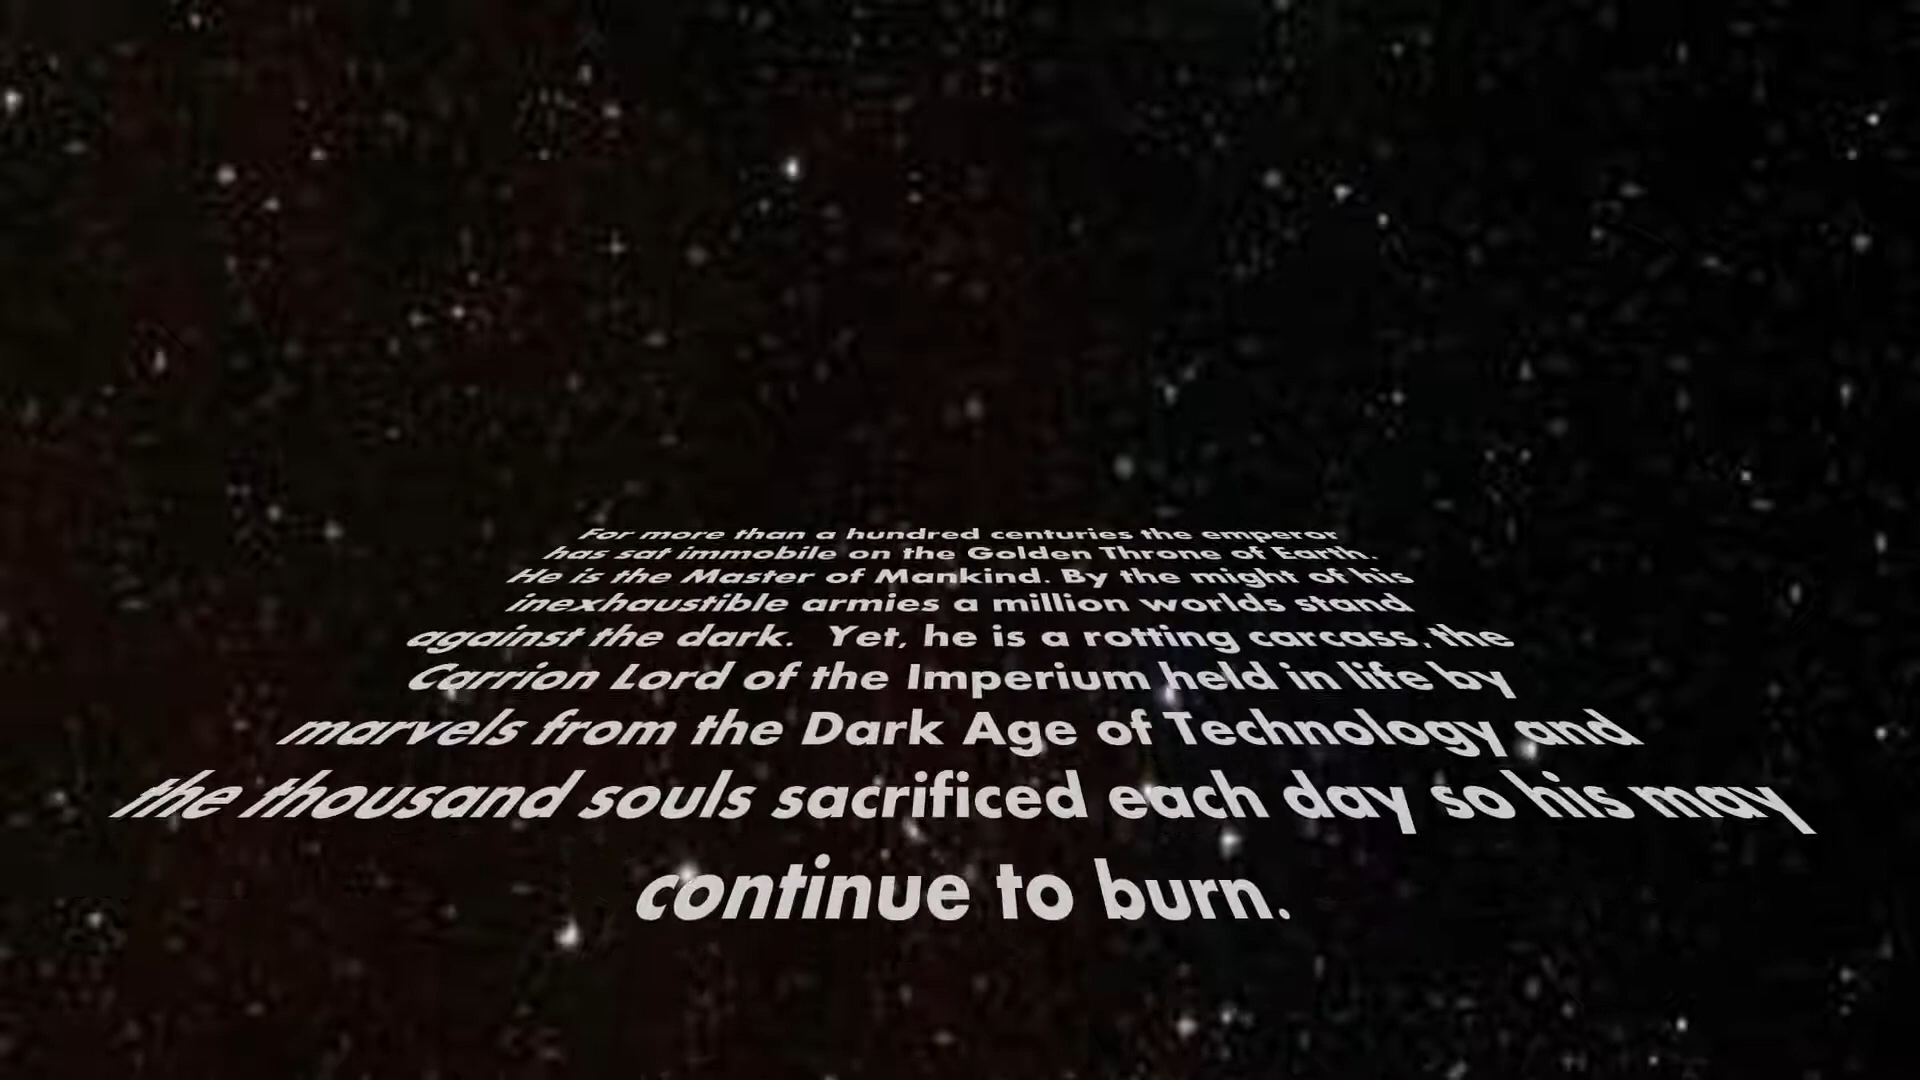 For more than a hundred centuries the emperor
has sat immobile on the Golden Throne of Earth.
He is the Master of Mankind. By the might of his
inexhaustible armies a million worlds stand
against the dark. Yet, he is a rotting carcass, the
Carrion Lord of the Imperium held in life by
marvels from the Dark Age of Technology and
the thousand souls sacrificed each day so his may
continue to burn.